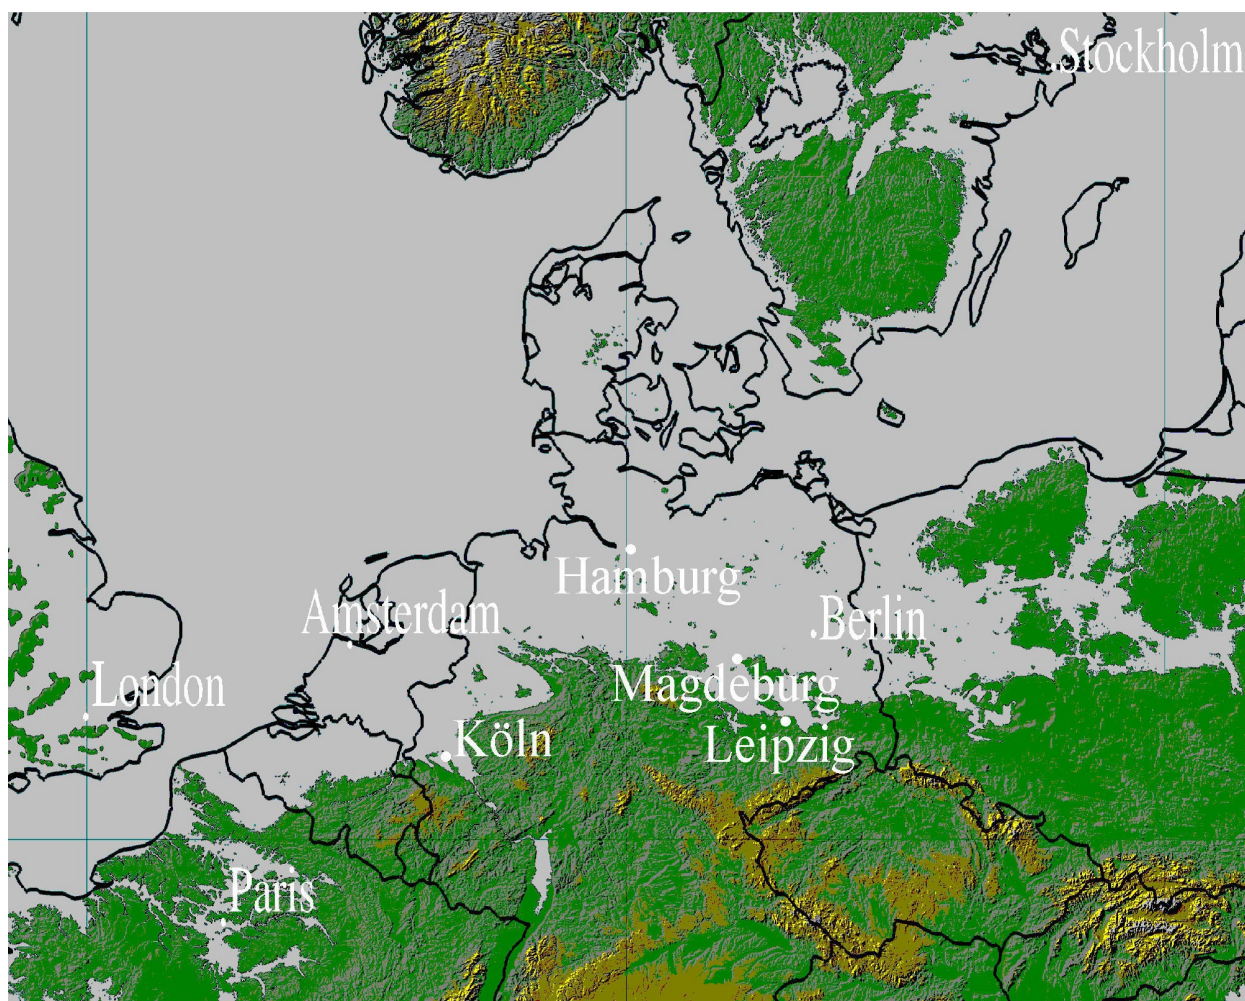 Stockholm
Hamburg
Amsterdam
Berlin
London
Magdeburg
Köln
Leipzig
Paris